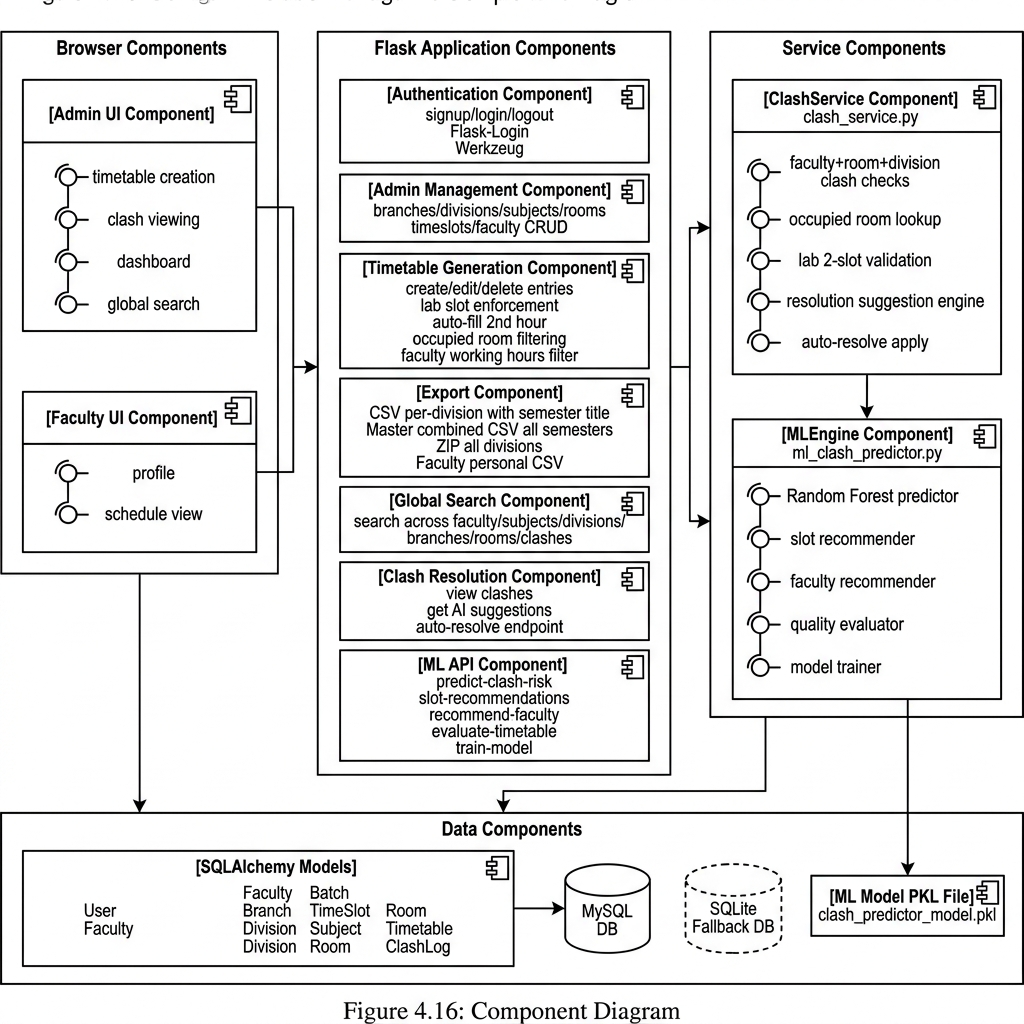 Browser Components
[Admin UI Component]
timetable creation
clash viewing
dashboard
global search
[Faculty UI Component]
profile
schedule view
Flask Application Components
[Authentication Component]
signup/login/logout
Flask-Login
Werkzeug
[Admin Management Component]
branches/divisions/subjects/rooms
timeslots/faculty CRUD
[Timetable Generation Component]
create/edit/delete entries
lab slot enforcement
auto-fill 2nd hour
occupied room filtering
faculty working hours filter
[Export Component]
CSV per-division with semester title
Master combined CSV all semesters
ZIP all divisions
Faculty personal CSV
[Global Search Component]
search across faculty/subjects/divisions/
branches/rooms/clashes
[Clash Resolution Component]
view clashes
get AI suggestions
auto-resolve endpoint
[ML API Component]
predict-clash-risk
slot-recommendations
recommend-faculty
evaluate-timetable
train-model
Service Components
[ClashService Component]
clash_service.py
faculty+room+division
clash checks
occupied room lookup
lab 2-slot validation
resolution suggestion engine
auto-resolve apply
[MLEngine Component]
ml_clash_predictor.py
Random Forest predictor
slot recommender
faculty recommender
quality evaluator
model trainer
Data Components
[SQLAlchemy Models]
Faculty Batch
User Branch TimeSlot Room
Faculty Division Subject Timetable
Division Room ClashLog
MySQL
DB
SQLite
Fallback DB
[ML Model PKL File]
clash_predictor_model.pkl
Figure 4.16: Component Diagram